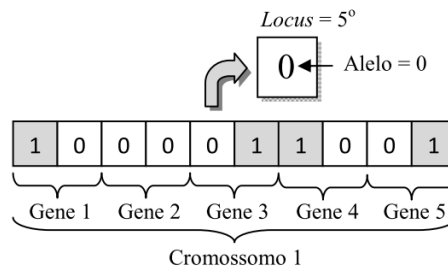 Locus = 5º
0
Alelo = 0
1 0 0 0 0 1 1 0 0 1
Gene 1 Gene 2 Gene 3 Gene 4 Gene 5
Cromossomo 1